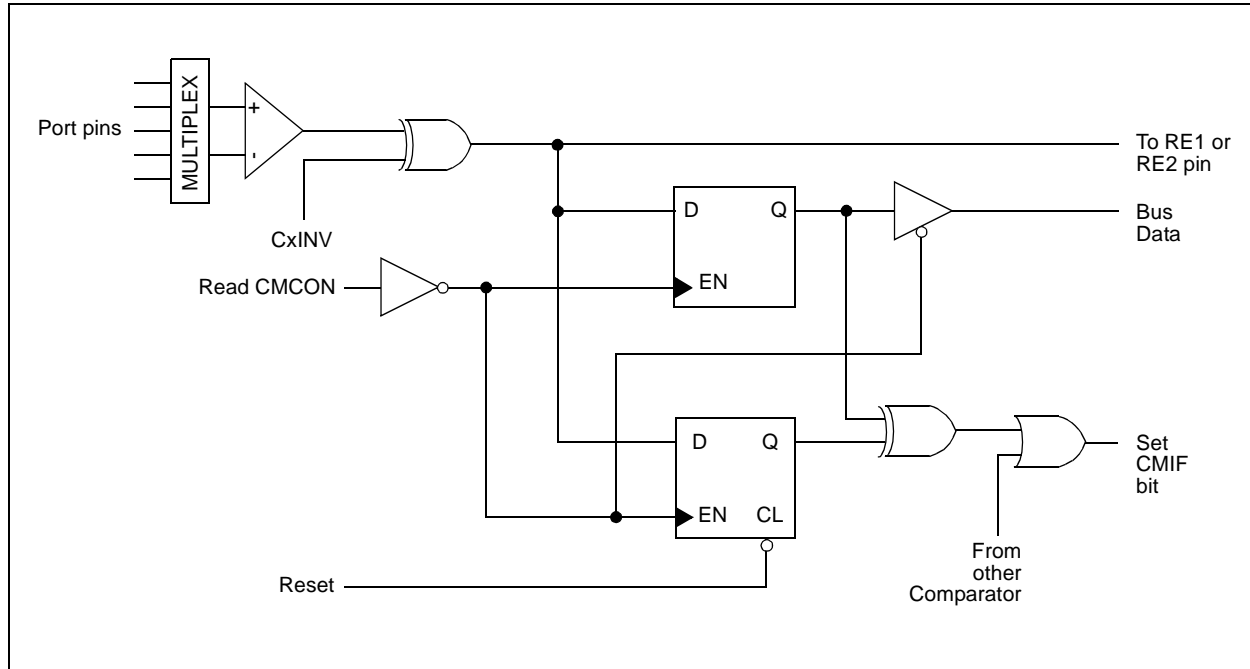 MULTIPLEX
Port pins
+
-
CxINV
To RE1 or
RE2 pin
D
Q
EN
Bus
Data
Read CMCON
D
Q
EN
CL
Set
CMIF
bit
From
other
Comparator
Reset